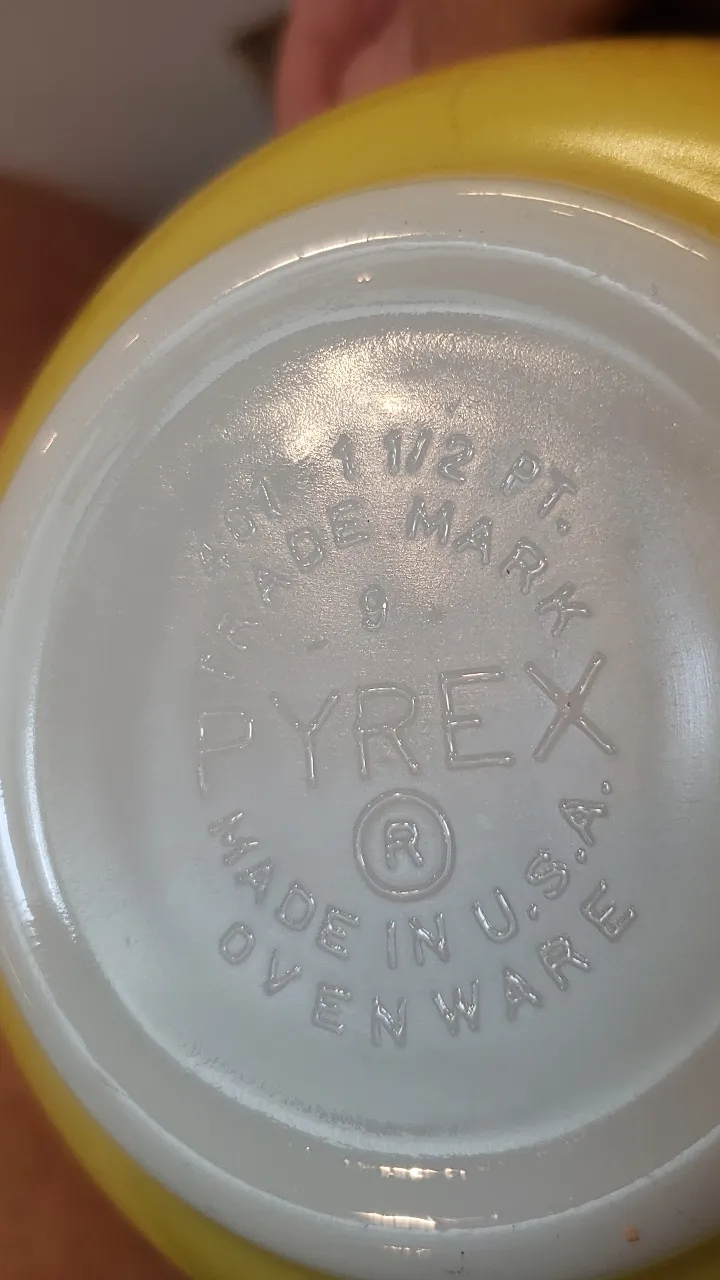 401 1 1/2 PT.
TRADE MARK
9
PYREX
®
MADE IN U.S.A.
OVENWARE